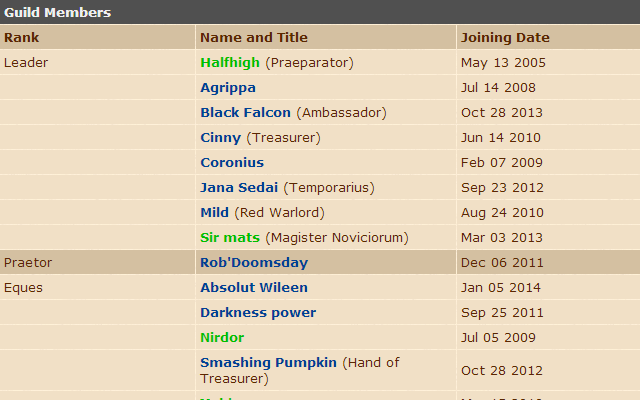 Guild Members
Rank Name and Title Joining Date
Leader Halfhigh (Praeparator) May 13 2005
Agrippa Jul 14 2008
Black Falcon (Ambassador) Oct 28 2013
Cinny (Treasurer) Jun 14 2010
Coronius Feb 07 2009
Jana Sedai (Temporarius) Sep 23 2012
Mild (Red Warlord) Aug 24 2010
Sir mats (Magister Noviciorum) Mar 03 2013
Praetor Rob'Doomsday Dec 06 2011
Eques Absolut Wileen Jan 05 2014
Darkness power Sep 25 2011
Nirdor Jul 05 2009
Smashing Pumpkin (Hand of
Treasurer) Oct 28 2012